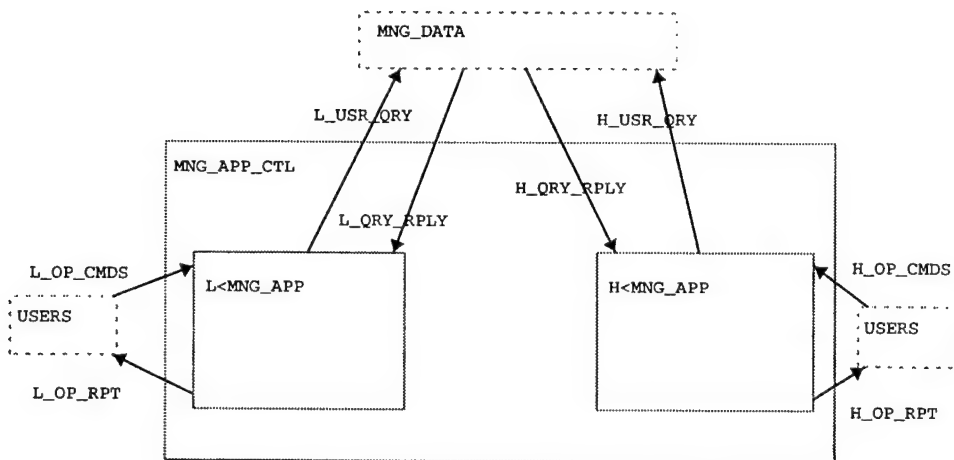 MNG_DATA
L_USR_QRY
H_USR_QRY
MNG_APP_CTL
L_QRY_RPLY
H_QRY_RPLY
L_OP_CMDS
H_OP_CMDS
L<MNG_APP
H<MNG_APP
USERS
USERS
L_OP_RPT
H_OP_RPT